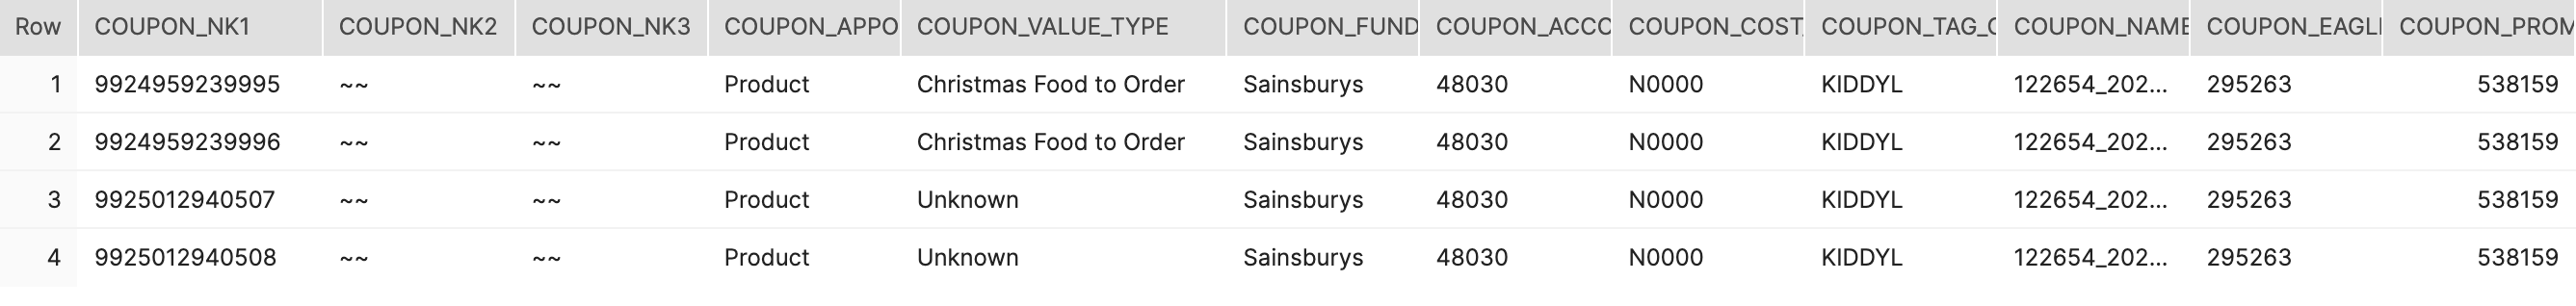 Row COUPON_NK1 COUPON_NK2 COUPON_NK3 COUPON_APPO COUPON_VALUE_TYPE COUPON_FUND COUPON_ACCO COUPON_COST COUPON_TAG_ COUPON_NAME COUPON_EAGL COUPON_PROM
1 9924959239995 ~~ ~~ Product Christmas Food to Order Sainsburys 48030 N0000 KIDDYL 122654_202... 295263 538159
2 9924959239996 ~~ ~~ Product Christmas Food to Order Sainsburys 48030 N0000 KIDDYL 122654_202... 295263 538159
3 9925012940507 ~~ ~~ Product Unknown Sainsburys 48030 N0000 KIDDYL 122654_202... 295263 538159
4 9925012940508 ~~ ~~ Product Unknown Sainsburys 48030 N0000 KIDDYL 122654_202... 295263 538159